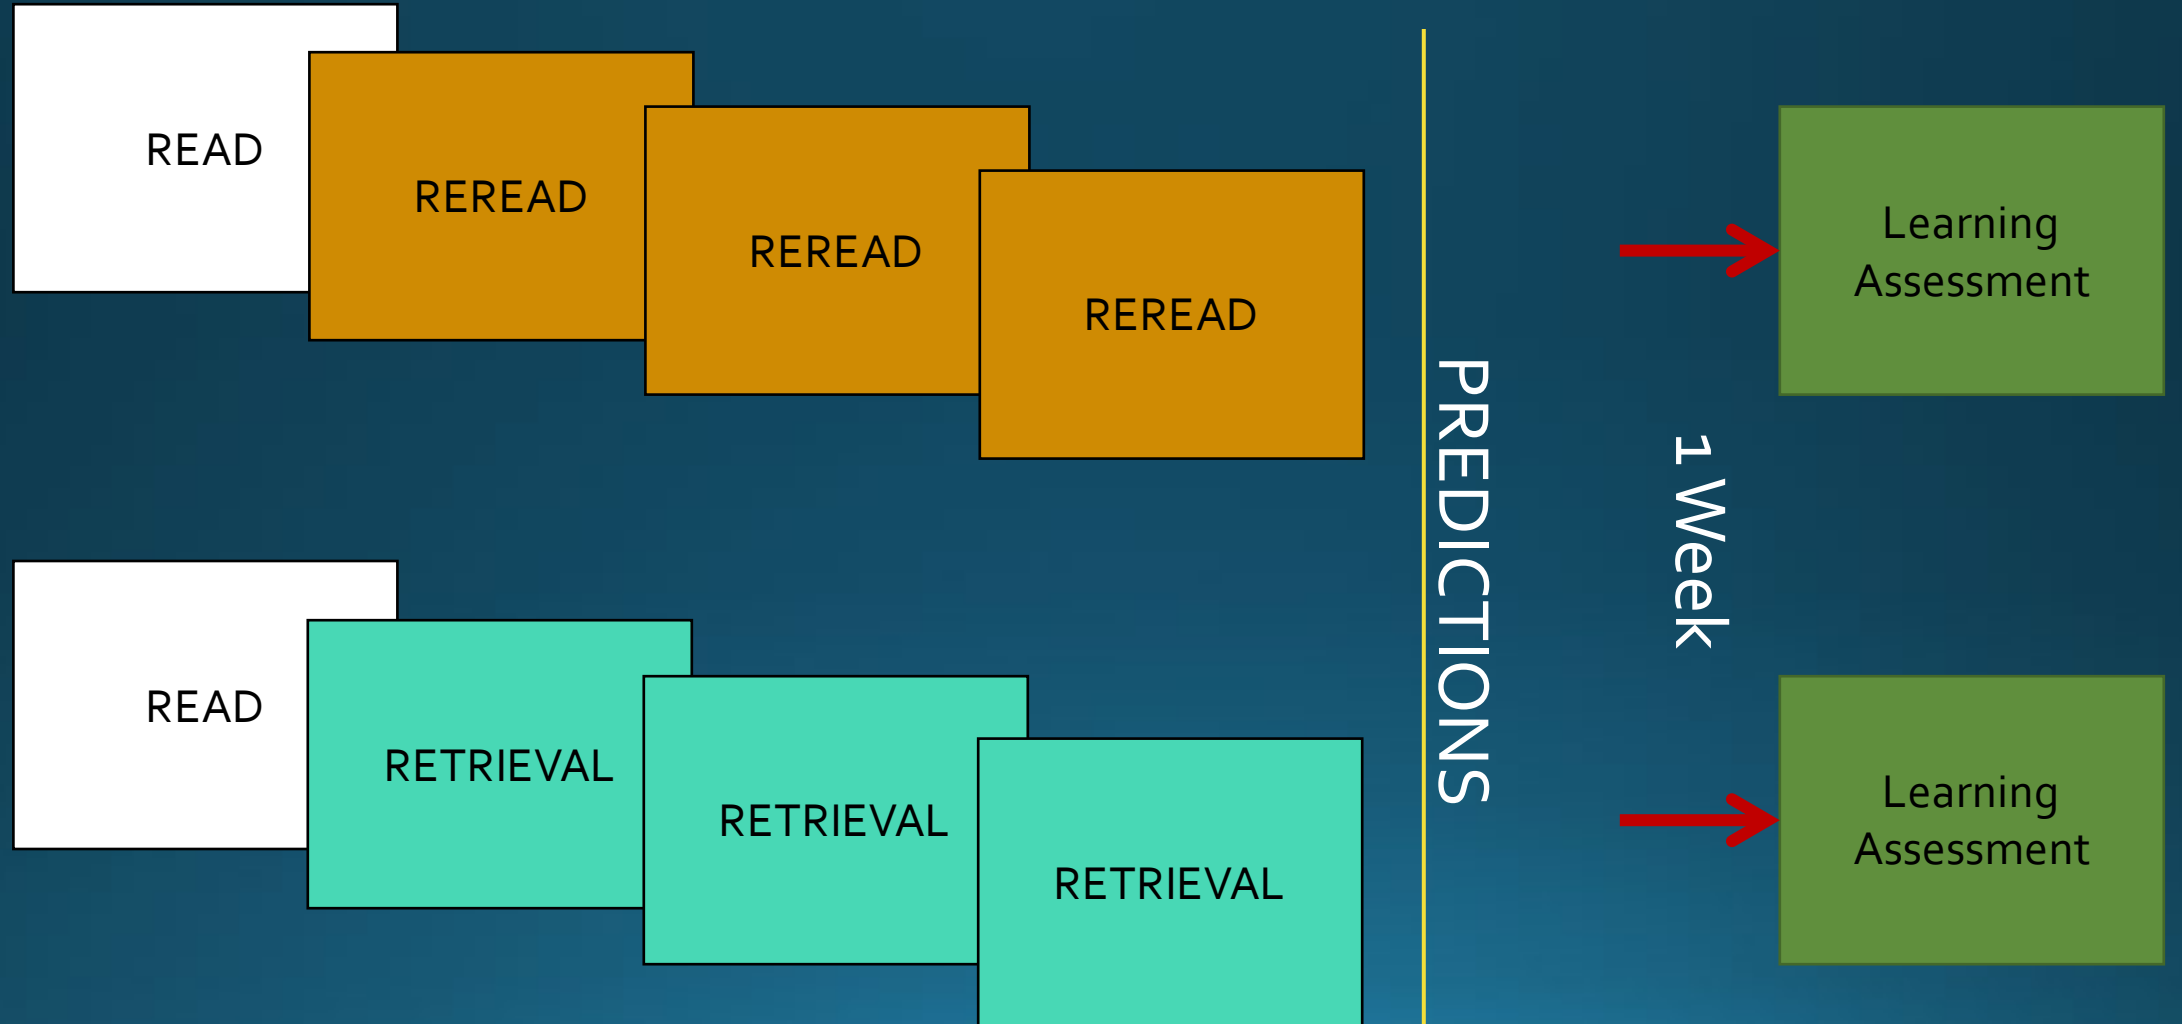 READ
REREAD
REREAD
REREAD
Learning
Assessment
PREDICTIONS
1 Week
READ
RETRIEVAL
RETRIEVAL
RETRIEVAL
Learning
Assessment